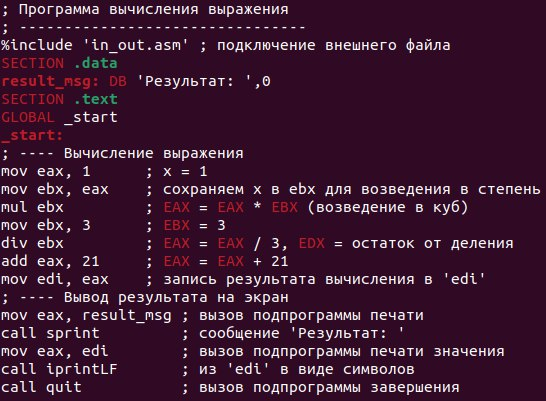 ; Программа вычисления выражения
; --------------------------------
%include 'in_out.asm' ; подключение внешнего файла
SECTION .data
result_msg: DB 'Результат: ',0
SECTION .text
GLOBAL _start
_start:
; ---- Вычисление выражения
mov eax, 1 ; x = 1
mov ebx, eax ; сохраняем x в ebx для возведения в степень
mul ebx ; EAX = EAX * EBX (возведение в куб)
mov ebx, 3 ; EBX = 3
div ebx ; EAX = EAX / 3, EDX = остаток от деления
add eax, 21 ; EAX = EAX + 21
mov edi, eax ; запись результата вычисления в 'edi'
; ---- Вывод результата на экран
mov eax, result_msg ; вызов подпрограммы печати
call sprint ; сообщение 'Результат: '
mov eax, edi ; вызов подпрограммы печати значения
call iprintLF ; из 'edi' в виде символов
call quit ; вызов подпрограммы завершения